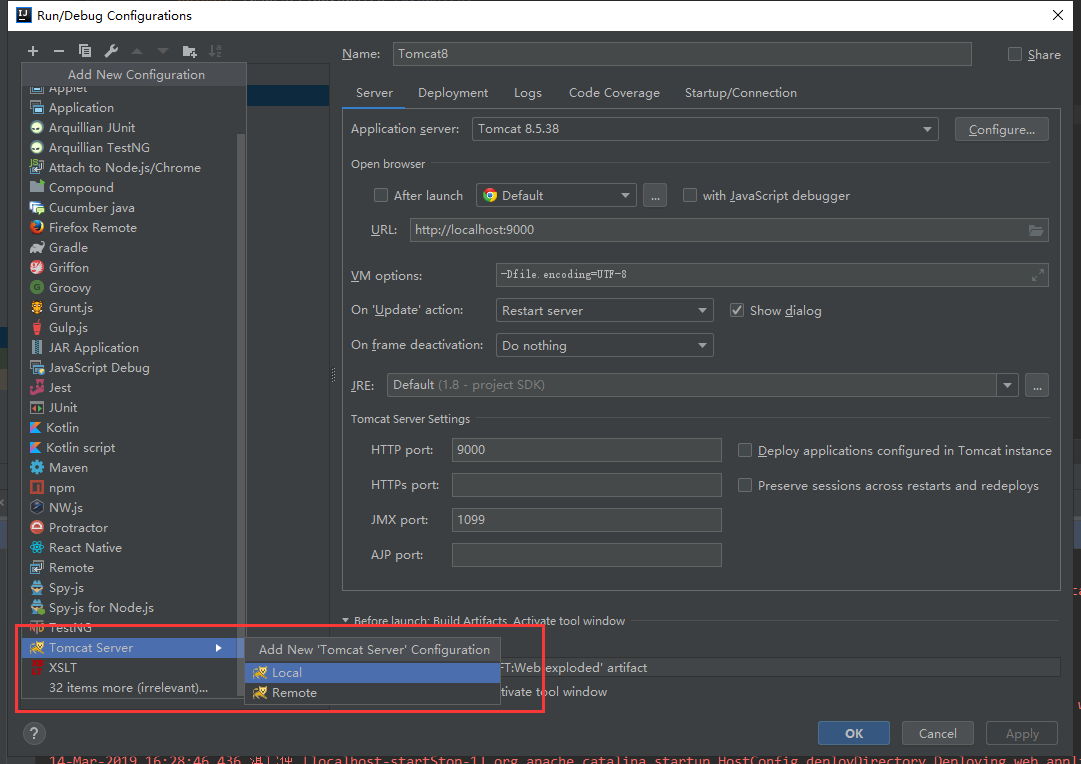 Run/Debug Configurations
Add New Configuration
Applet
Application
Arquillian JUnit
Arquillian TestNG
Attach to Node.js/Chrome
Compound
Cucumber java
Firefox Remote
Gradle
Griffon
Groovy
Grunt.js
Gulp.js
JAR Application
JavaScript Debug
Jest
JUnit
Kotlin
Kotlin script
Maven
npm
NW.js
Protractor
React Native
Remote
Spy-js
Spy-js for Node.js
TestNG
Tomcat Server
XSLT
32 items more (irrelevant)...
Add New 'Tomcat Server' Configuration
Local
Remote
Name: Tomcat8 Share
Server Deployment Logs Code Coverage Startup/Connection
Application server: Tomcat 8.5.38 Configure...
Open browser
After launch Default ... with JavaScript debugger
URL: http://localhost:9000
VM options: -Dfile.encoding=UTF-8
On 'Update' action: Restart server Show dialog
On frame deactivation: Do nothing
JRE: Default (1.8 - project SDK) ...
Tomcat Server Settings
HTTP port: 9000 Deploy applications configured in Tomcat instance
HTTPs port: Preserve sessions across restarts and redeploys
JMX port: 1099
AJP port:
Before launch: Build Artifacts, Activate tool window
FT:Web exploded' artifact
tivate tool window
? OK Cancel Apply
14-Mar-2019 16:28:46.436 [localhost-startStop-1] org.apache.catalina.startup.HostConfig.deployDirectory Deploying web appl